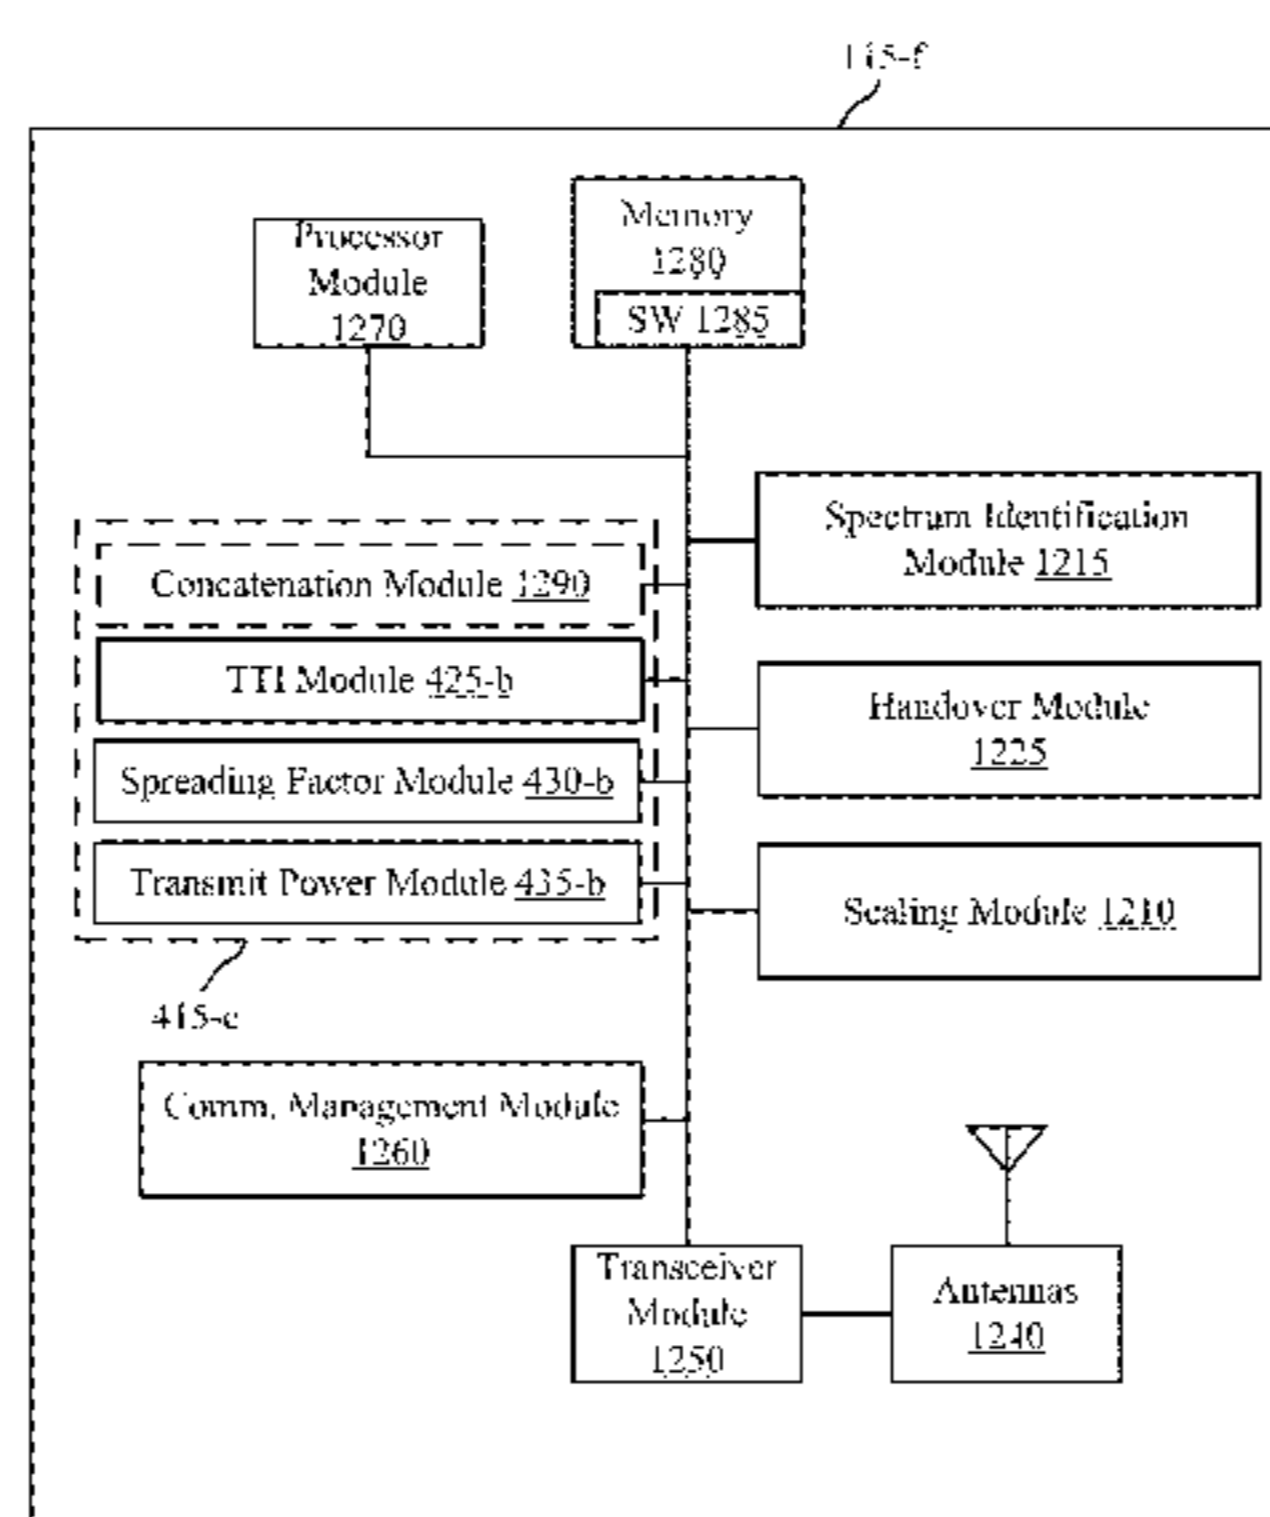 115-f
Processor
Module
1270
Memory
1280
SW 1285
Spectrum Identification
Module 1215
Concatenation Module 1290
TTI Module 425-b
Handover Module
1225
Spreading Factor Module 430-b
Transmit Power Module 435-b
Scaling Module 1210
415-c
Comm. Management Module
1260
Transceiver
Module
1250
Antennas
1240